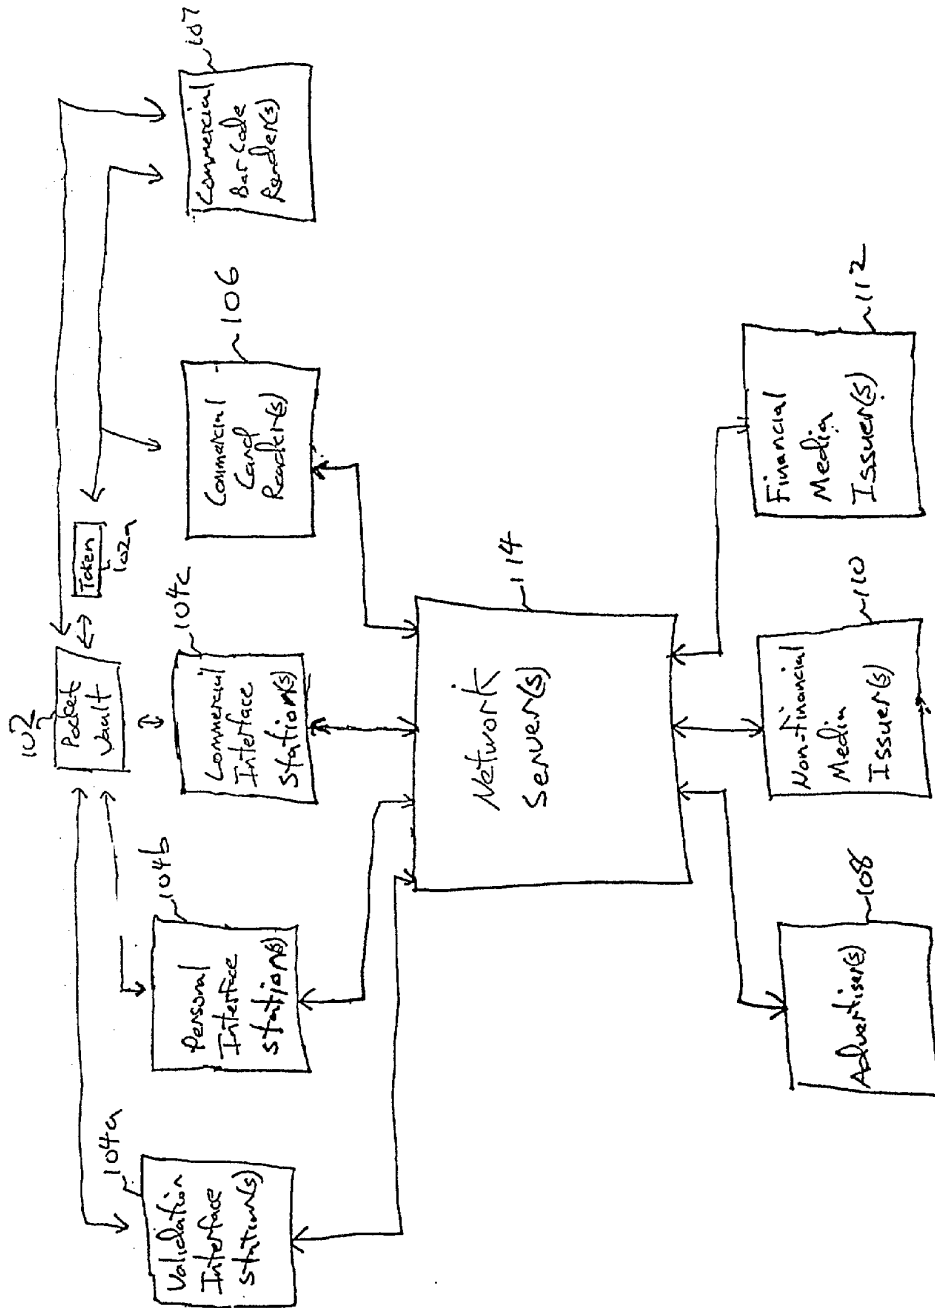 102
Pocket
Vault
Token
102a
104a
Validation
Interface
Station(s)
104b
Personal
Interface
Station(s)
104c
Commercial
Interface
Station(s)
106
Commercial
Card
Reader(s)
107
Commercial
Bar-Code
Reader(s)
114
Network
Server(s)
108
Advertiser(s)
110
Non-Financial
Media
Issuer(s)
112
Financial
Media
Issuer(s)